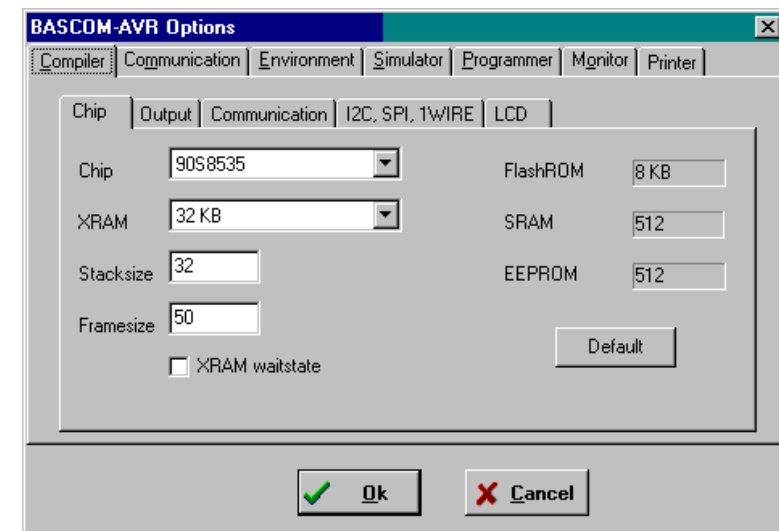 BASCOM-AVR Options
Compiler Communication Environment Simulator Programmer Monitor Printer
Chip Output Communication I2C, SPI, 1WIRE LCD
Chip 90S8535 FlashROM 8 KB
XRAM 32 KB SRAM 512
Stacksize 32 EEPROM 512
Framesize 50
Default
XRAM waitstate
Ok Cancel